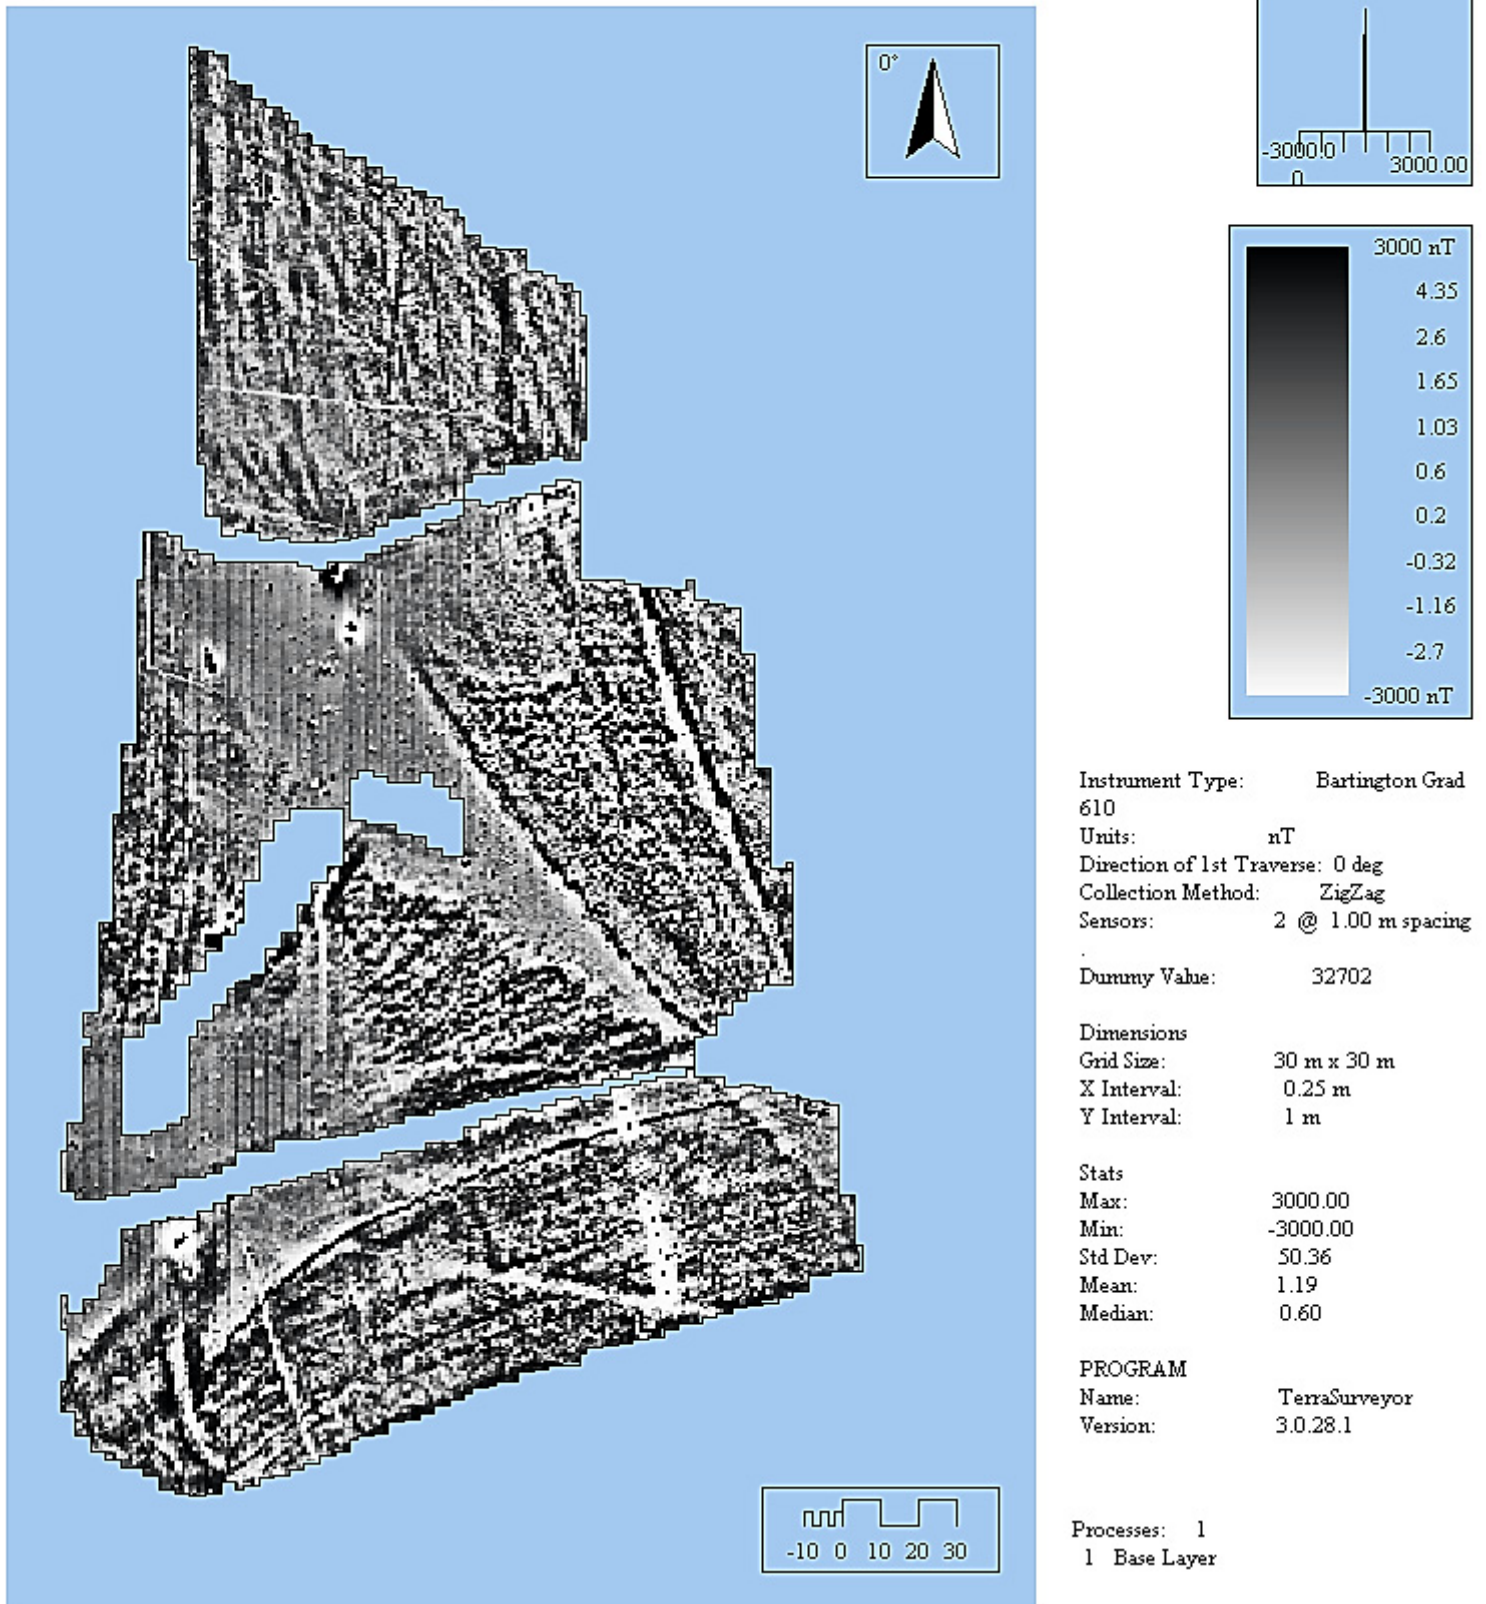 0°
-3000.0
0
3000.00
3000 nT
4.35
2.6
1.65
1.03
0.6
0.2
-0.32
-1.16
-2.7
-3000 nT
Instrument Type: Bartington Grad
610
Units: nT
Direction of 1st Traverse: 0 deg
Collection Method: ZigZag
Sensors: 2 @ 1.00 m spacing
.
Dummy Value: 32702
Dimensions
Grid Size: 30 m x 30 m
X Interval: 0.25 m
Y Interval: 1 m
Stats
Max: 3000.00
Min: -3000.00
Std Dev: 50.36
Mean: 1.19
Median: 0.60
PROGRAM
Name: TerraSurveyor
Version: 3.0.28.1
Processes: 1
1 Base Layer
-10 0 10 20 30